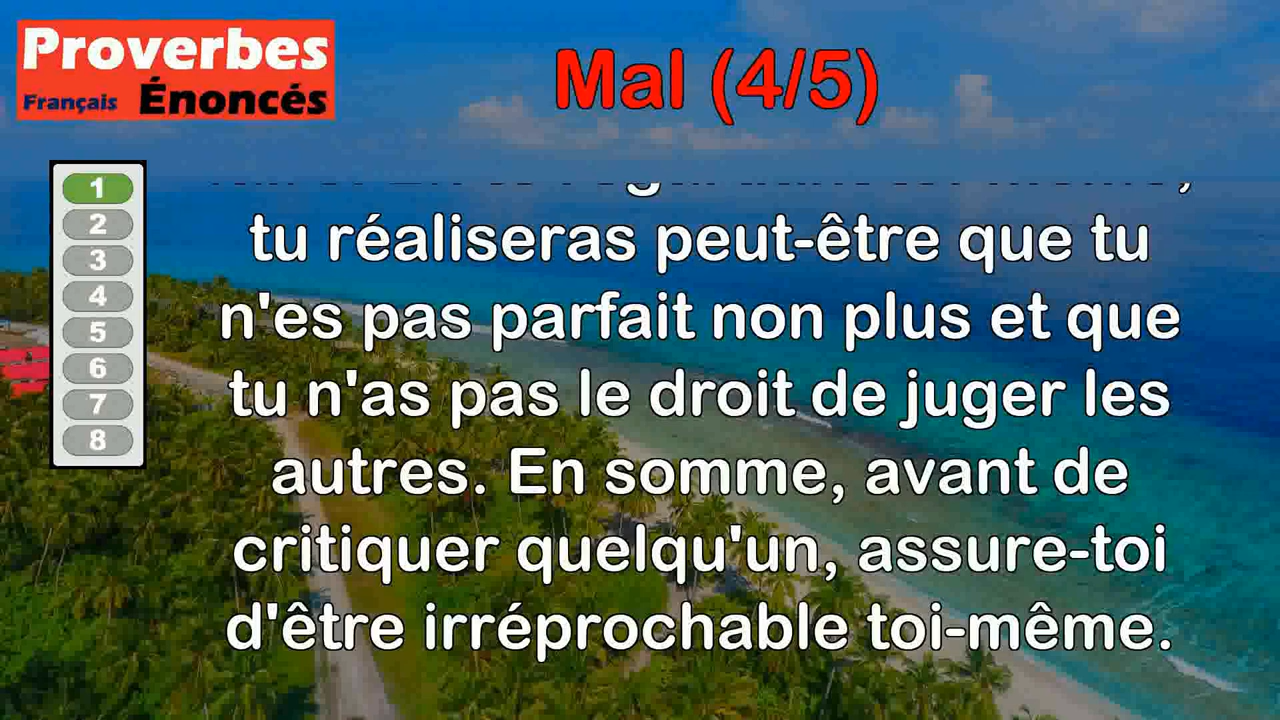 Proverbes
Français Énoncés
Mal (4/5)
1
2
3
4
5
6
7
8
tu réaliseras peut-être que tu
n'es pas parfait non plus et que
tu n'as pas le droit de juger les
autres. En somme, avant de
critiquer quelqu'un, assure-toi
d'être irréprochable toi-même.